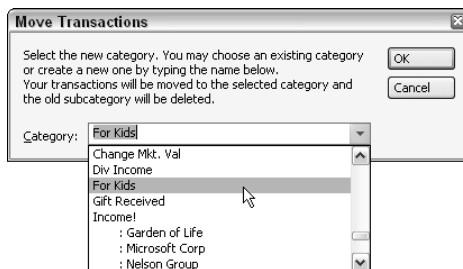 Move Transactions
Select the new category. You may choose an existing category
or create a new one by typing the name below.
Your transactions will be moved to the selected category and
the old subcategory will be deleted.
OK
Cancel
Category: For Kids
Change Mkt. Val
Div Income
For Kids
Gift Received
Income!
: Garden of Life
: Microsoft Corp
: Nelson Group